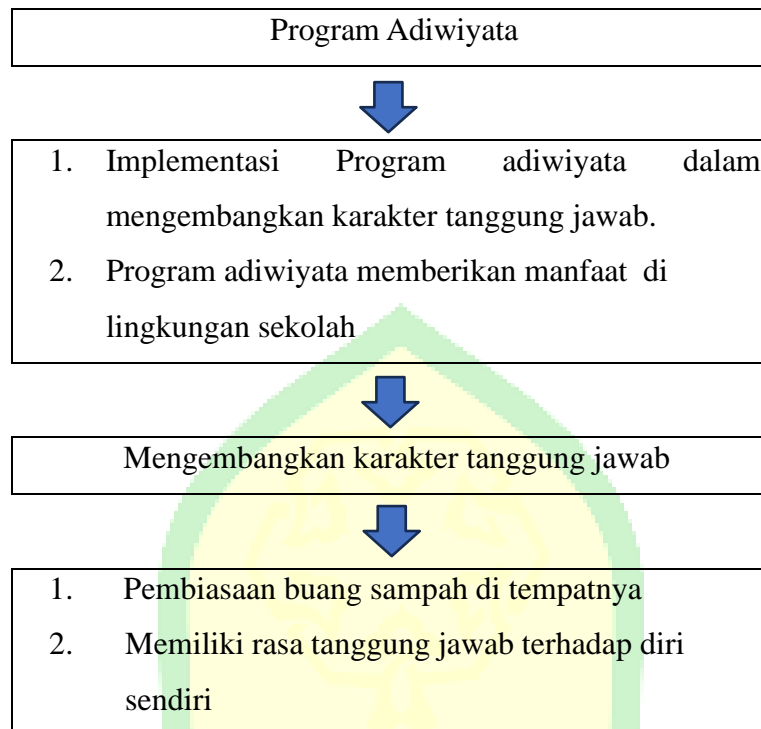 Program Adiwiyata
1. Implementasi Program adiwiyata dalam
mengembangkan karakter tanggung jawab.
2. Program adiwiyata memberikan manfaat di
lingkungan sekolah
Mengembangkan karakter tanggung jawab
1. Pembiasaan buang sampah di tempatnya
2. Memiliki rasa tanggung jawab terhadap diri
sendiri